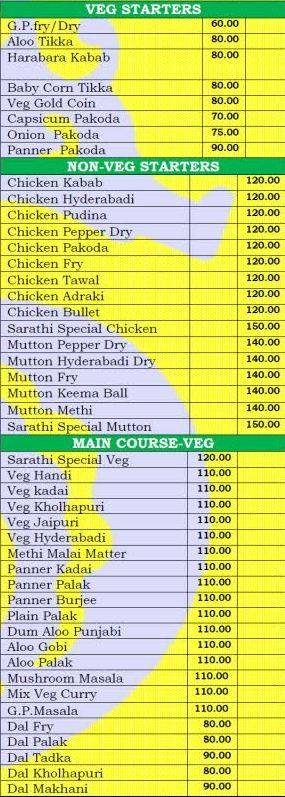 VEG STARTERS
G.P.fry/Dry 60.00
Aloo Tikka 80.00
Harabara Kabab 80.00
Baby Corn Tikka 80.00
Veg Gold Coin 80.00
Capsicum Pakoda 70.00
Onion Pakoda 75.00
Panner Pakoda 90.00
NON-VEG STARTERS
Chicken Kabab 120.00
Chicken Hyderabadi 120.00
Chicken Pudina 120.00
Chicken Pepper Dry 120.00
Chicken Pakoda 120.00
Chicken Fry 120.00
Chicken Tawal 120.00
Chicken Adraki 120.00
Chicken Bullet 120.00
Sarathi Special Chicken 150.00
Mutton Pepper Dry 140.00
Mutton Hyderabadi Dry 140.00
Mutton Fry 140.00
Mutton Keema Ball 140.00
Mutton Methi 140.00
Sarathi Special Mutton 150.00
MAIN COURSE-VEG
Sarathi Special Veg 120.00
Veg Handi 110.00
Veg kadai 110.00
Veg Kholhapuri 110.00
Veg Jaipuri 110.00
Veg Hyderabadi 110.00
Methi Malai Matter 110.00
Panner Kadai 110.00
Panner Palak 110.00
Panner Burjee 110.00
Plain Palak 110.00
Dum Aloo Punjabi 110.00
Aloo Gobi 110.00
Aloo Palak 110.00
Mushroom Masala 110.00
Mix Veg Curry 110.00
G.P.Masala 110.00
Dal Fry 80.00
Dal Palak 80.00
Dal Tadka 90.00
Dal Kholhapuri 80.00
Dal Makhani 90.00